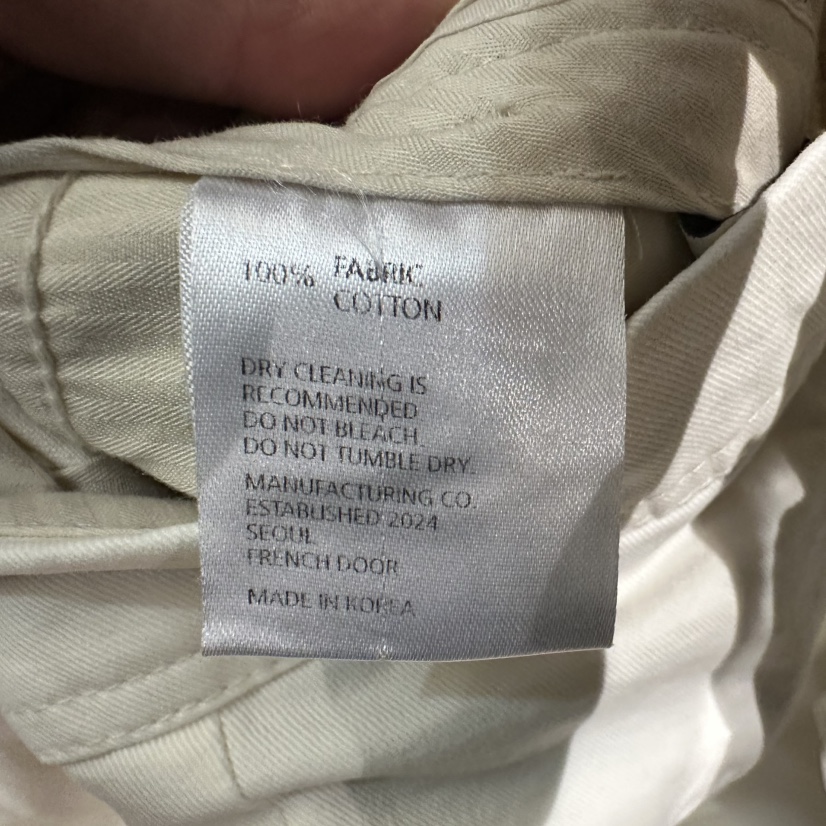 100% FABRIC
COTTON
DRY CLEANING IS
RECOMMENDED
DO NOT BLEACH.
DO NOT TUMBLE DRY.
MANUFACTURING CO.
ESTABLISHED 2024
SEOUL
FRENCH DOOR
MADE IN KOREA